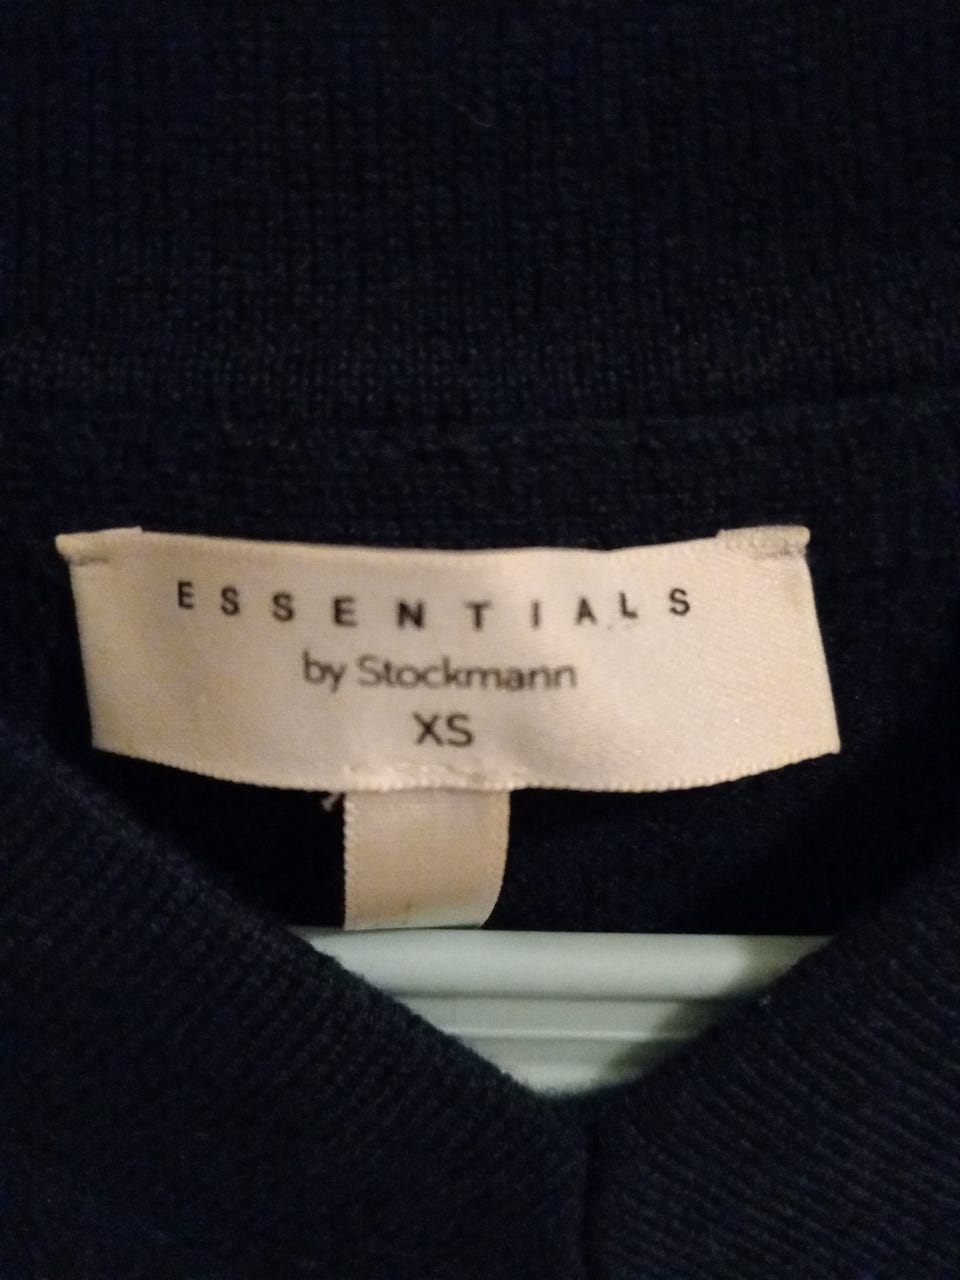 ESSENTIALS
by Stockmann
XS